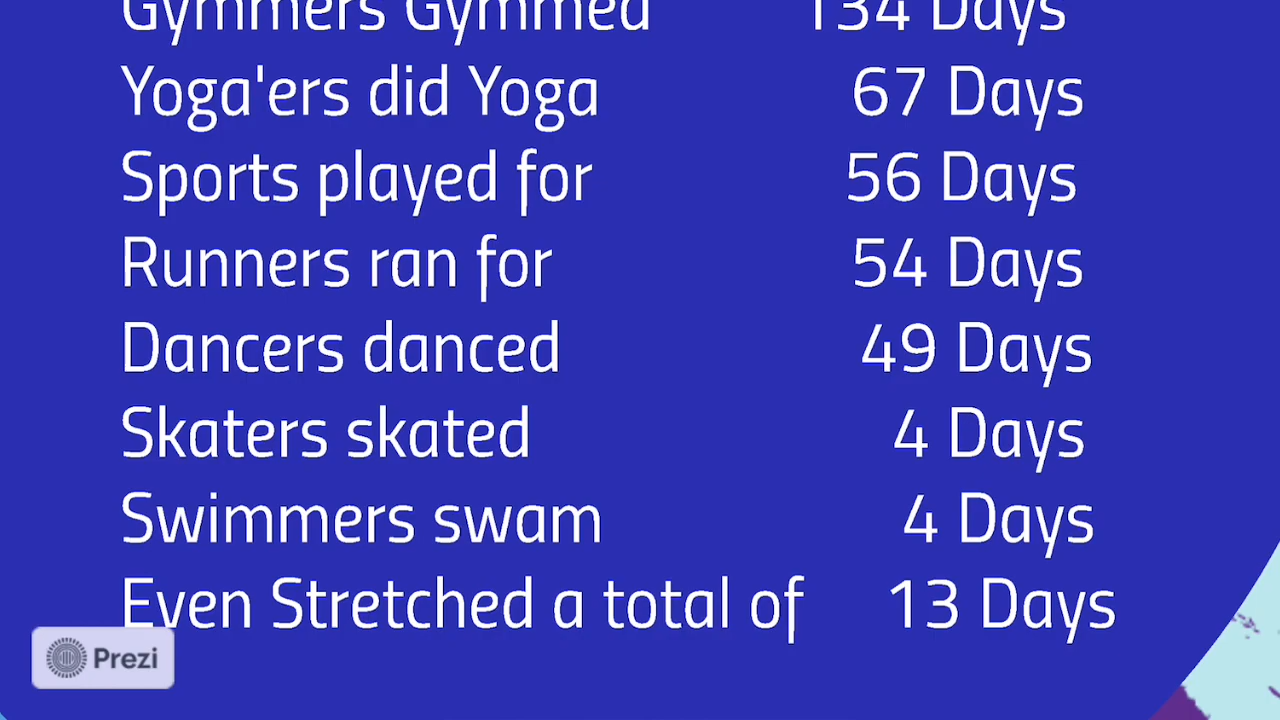 Gymmers Gymmed 134 Days
Yoga'ers did Yoga 67 Days
Sports played for 56 Days
Runners ran for 54 Days
Dancers danced 49 Days
Skaters skated 4 Days
Swimmers swam 4 Days
Even Stretched a total of 13 Days
Prezi